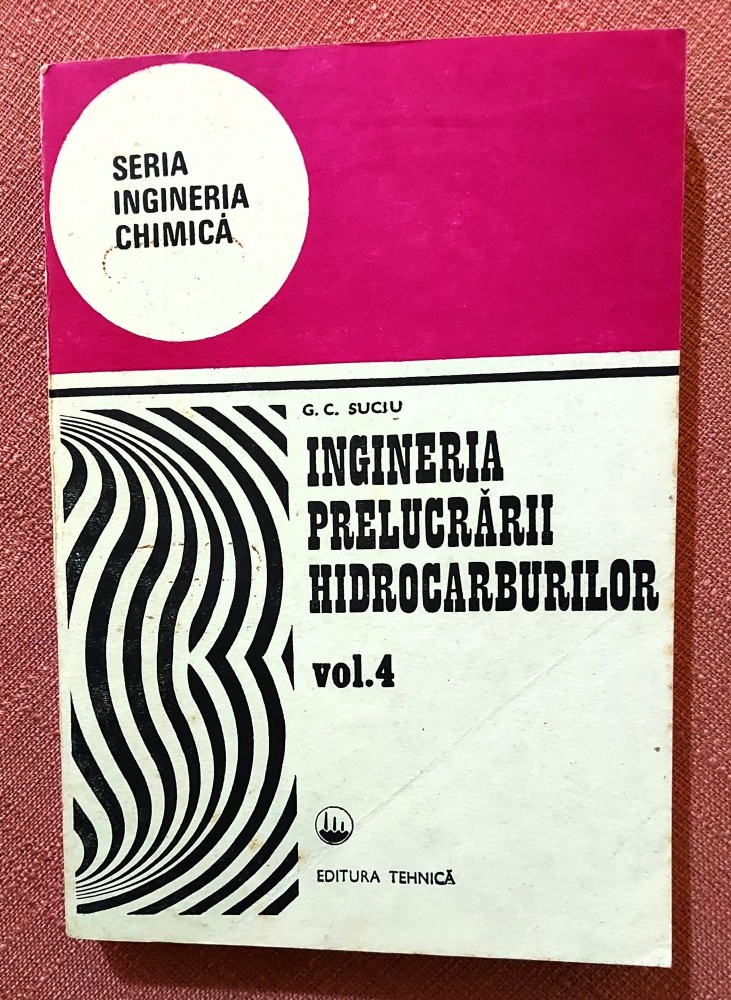 SERIA
INGINERIA
CHIMICĂ
G. C. SUCIU
INGINERIA
PRELUCRĂRII
HIDROCARBURILOR
vol.4
EDITURA TEHNICĂ